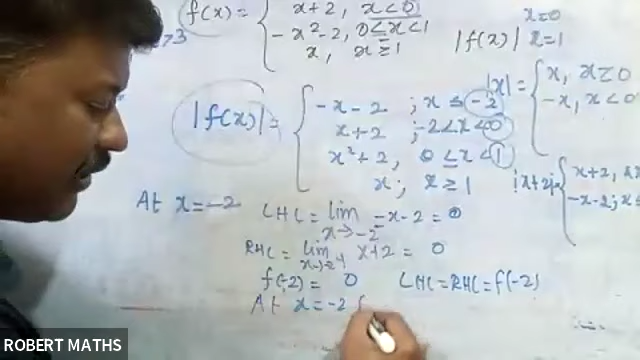 f(x) = { x+2, x<0
-x²-2, 0≤x<1
x, x≥1
>3
|f(x)| x=0
x=1
|x| = { x, x≥0
-x, x<0
|f(x)| = { -x-2 ; x≤-2
x+2 ; -2<x<0
x²+2, 0≤x<1
x ; x≥1
|x+2| = { x+2,
-x-2; x
At x=-2
LHL = lim -x-2 = 0
x→-2
RHL = lim x+2 = 0
f(-2) = 0 LHL=RHL=f(-2)
At x=-2
ROBERT MATHS